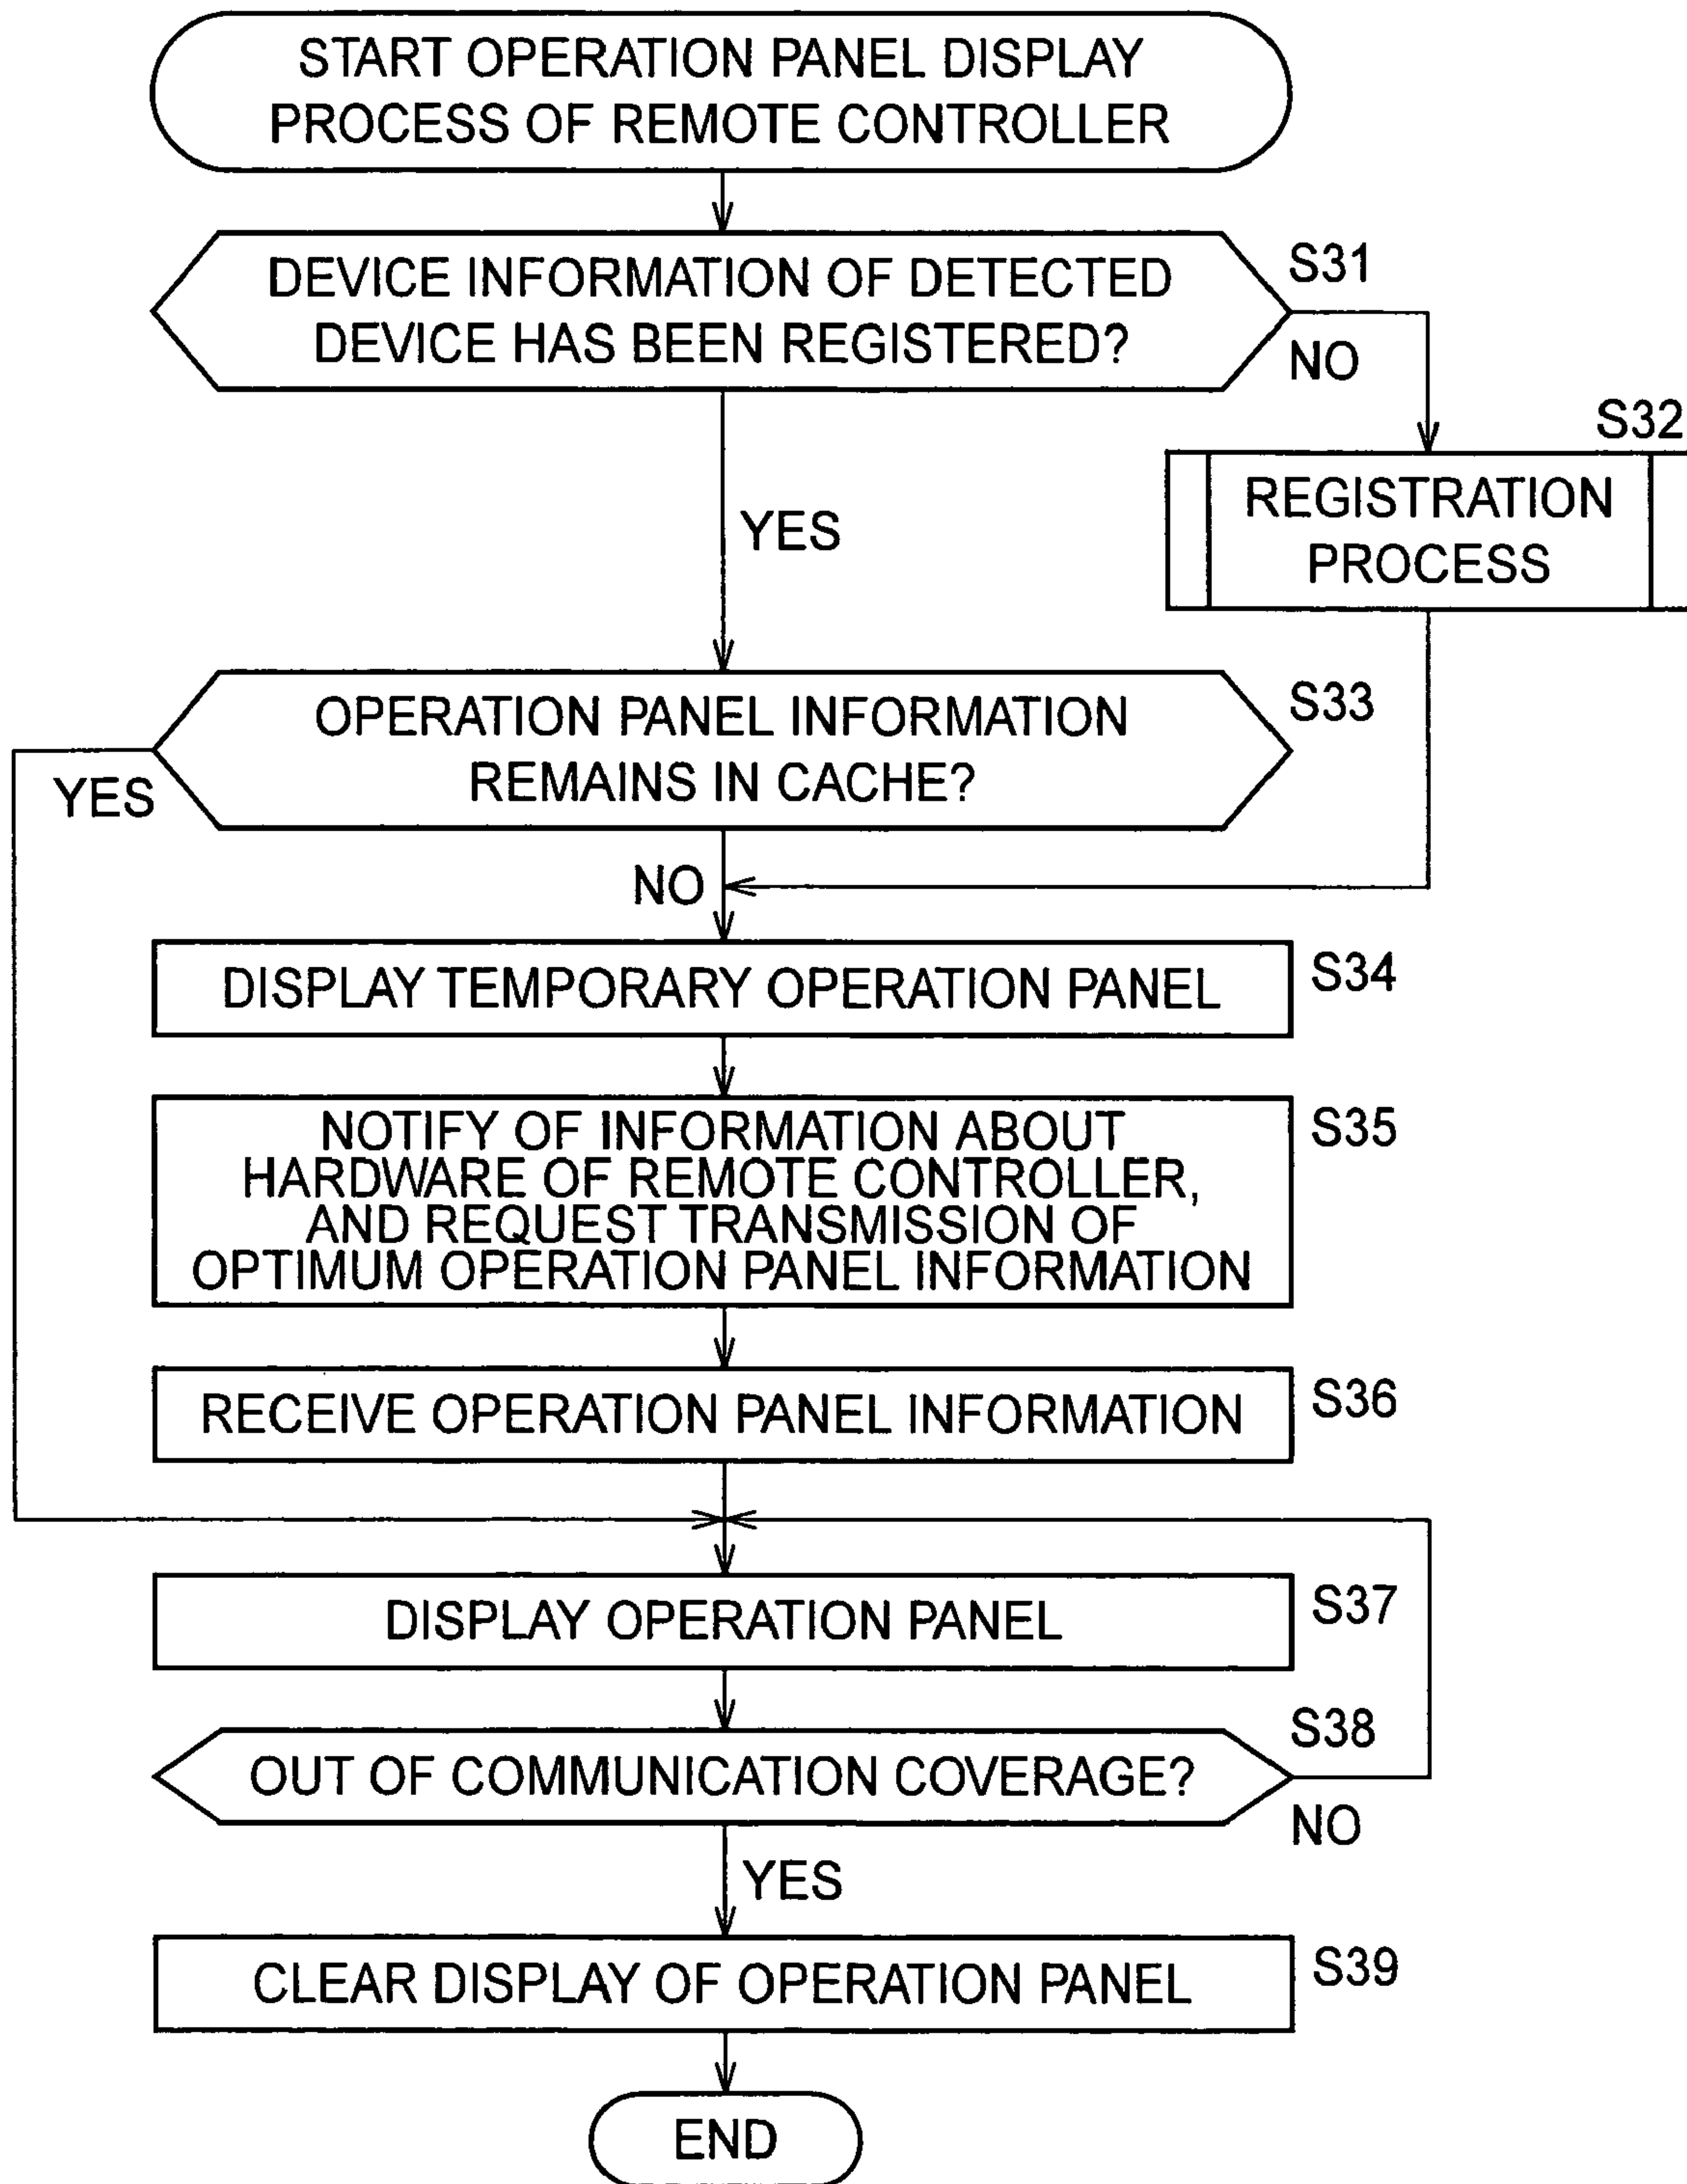 START OPERATION PANEL DISPLAY
PROCESS OF REMOTE CONTROLLER
DEVICE INFORMATION OF DETECTED
DEVICE HAS BEEN REGISTERED?
S31
NO
S32
REGISTRATION
PROCESS
YES
OPERATION PANEL INFORMATION
REMAINS IN CACHE?
S33
YES
NO
DISPLAY TEMPORARY OPERATION PANEL
S34
NOTIFY OF INFORMATION ABOUT
HARDWARE OF REMOTE CONTROLLER,
AND REQUEST TRANSMISSION OF
OPTIMUM OPERATION PANEL INFORMATION
S35
RECEIVE OPERATION PANEL INFORMATION
S36
DISPLAY OPERATION PANEL
S37
OUT OF COMMUNICATION COVERAGE?
S38
NO
YES
CLEAR DISPLAY OF OPERATION PANEL
S39
END